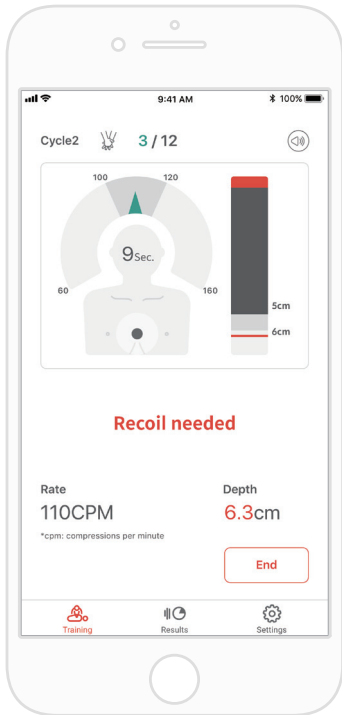 9:41 AM
100%
Cycle2 3 / 12
100 120
9Sec.
60 160
5cm
6cm
Recoil needed
Rate Depth
110CPM 6.3cm
*cpm: compressions per minute
End
Training Results Settings